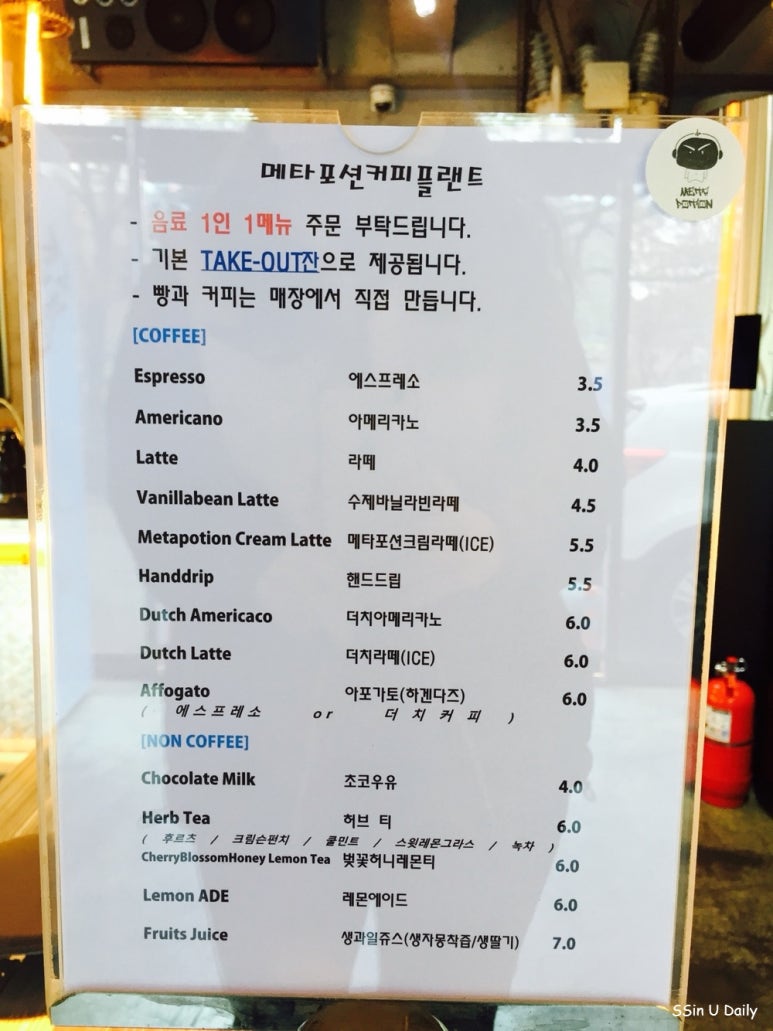 메타포션커피플랜트
META
POTION
- 음료 1인 1메뉴 주문 부탁드립니다.
- 기본 TAKE-OUT잔으로 제공됩니다.
- 빵과 커피는 매장에서 직접 만듭니다.
[COFFEE]
Espresso 에스프레소 3.5
Americano 아메리카노 3.5
Latte 라떼 4.0
Vanillabean Latte 수제바닐라빈라떼 4.5
Metapotion Cream Latte 메타포션크림라떼(ICE) 5.5
Handdrip 핸드드립 5.5
Dutch Americaco 더치아메리카노 6.0
Dutch Latte 더치라떼(ICE) 6.0
Affogato 아포가토(하겐다즈) 6.0
( 에스프레소 or 더치커피 )
[NON COFFEE]
Chocolate Milk 초코우유 4.0
Herb Tea 허브 티 6.0
( 후르츠 / 크림슨펀치 / 쿨민트 / 스윗레몬그라스 / 녹차 )
CherryBlossomHoney Lemon Tea 벚꽃허니레몬티 6.0
Lemon ADE 레몬에이드 6.0
Fruits Juice 생과일쥬스(생자몽착즙/생딸기) 7.0
SSin U Daily